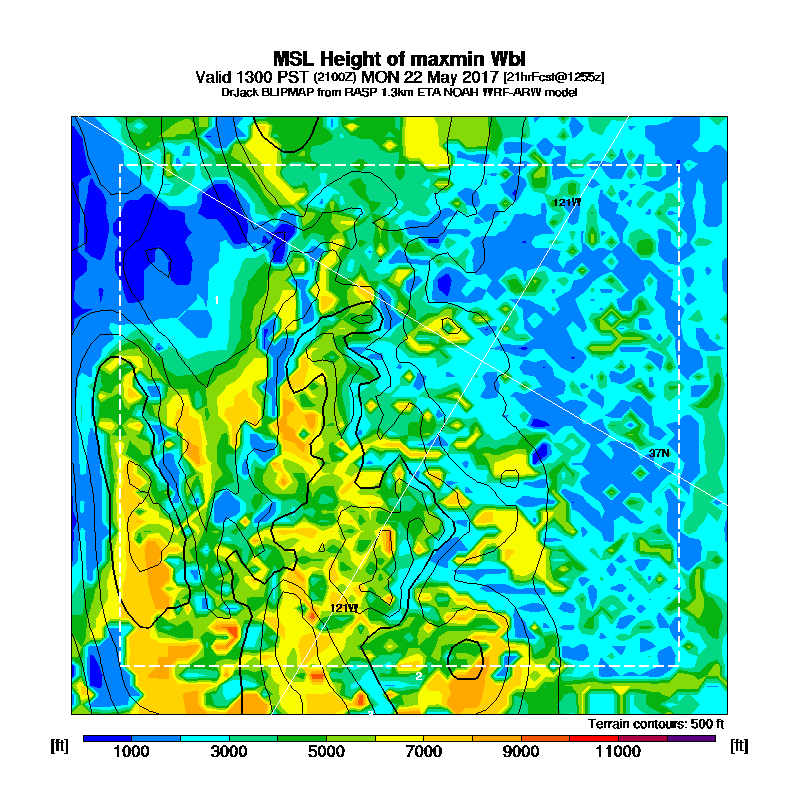 MSL Height of maxmin Wbl
Valid 1300 PST (2100Z) MON 22 May 2017 [21hrFcst@1255z]
DrJack BLIPMAP from RASP 1.3km ETA NOAH WRF-ARW model
121W
1
37N
121W
2
Terrain contours: 500 ft
[ft] 1000 3000 5000 7000 9000 11000 [ft]